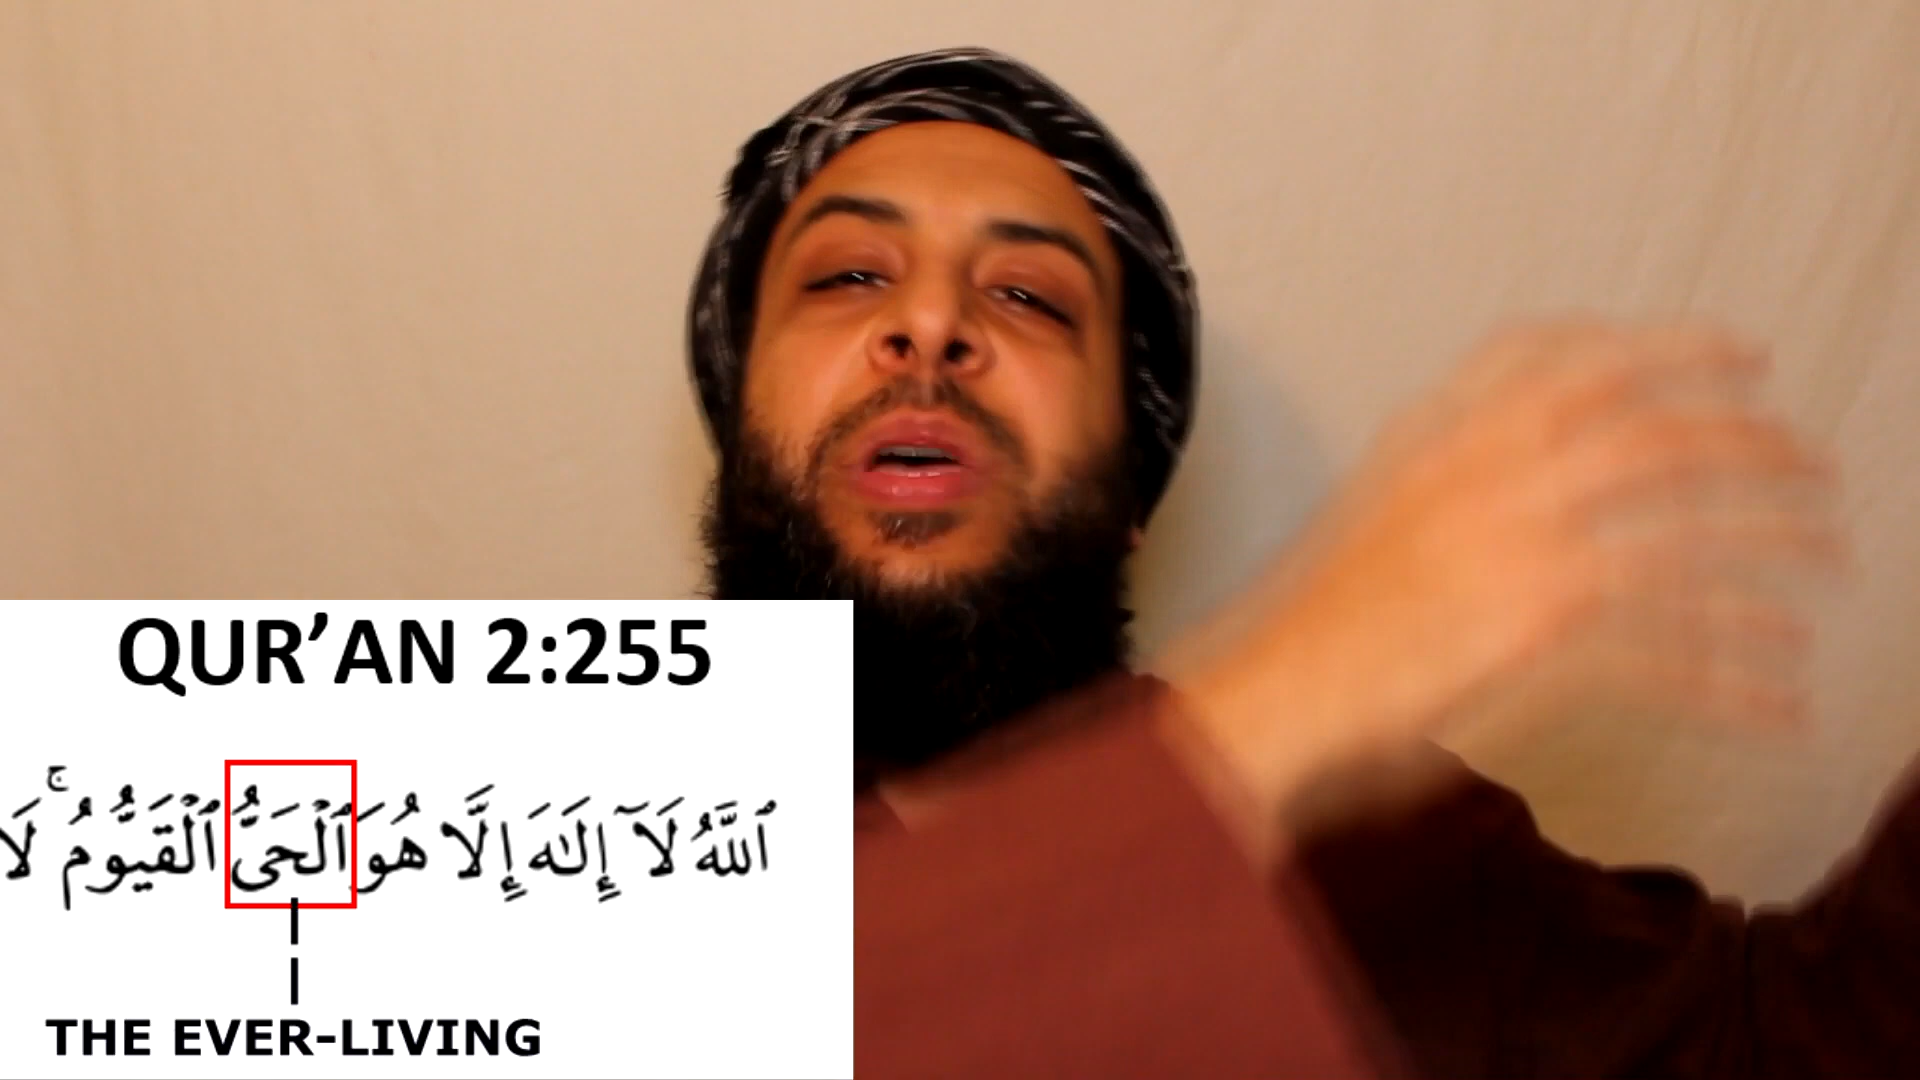 QUR’AN 2:255
ٱللَّهُ لَآ إِلَـٰهَ إِلَّا هُوَ ٱلْحَىُّ ٱلْقَيُّومُ ۚ لَا
THE EVER-LIVING